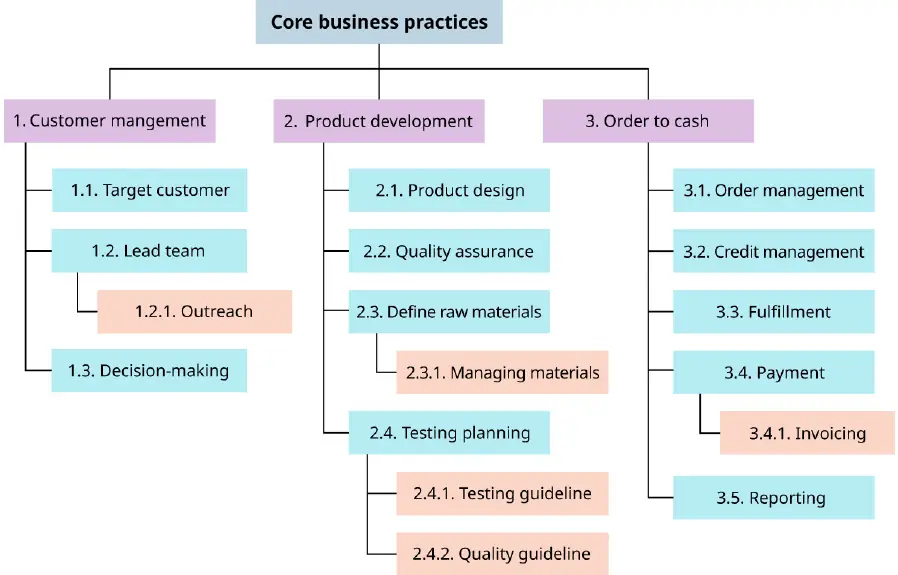 Core business practices
1. Customer mangement
1.1. Target customer
1.2. Lead team
1.2.1. Outreach
1.3. Decision-making
2. Product development
2.1. Product design
2.2. Quality assurance
2.3. Define raw materials
2.3.1. Managing materials
2.4. Testing planning
2.4.1. Testing guideline
2.4.2. Quality guideline
3. Order to cash
3.1. Order management
3.2. Credit management
3.3. Fulfillment
3.4. Payment
3.4.1. Invoicing
3.5. Reporting